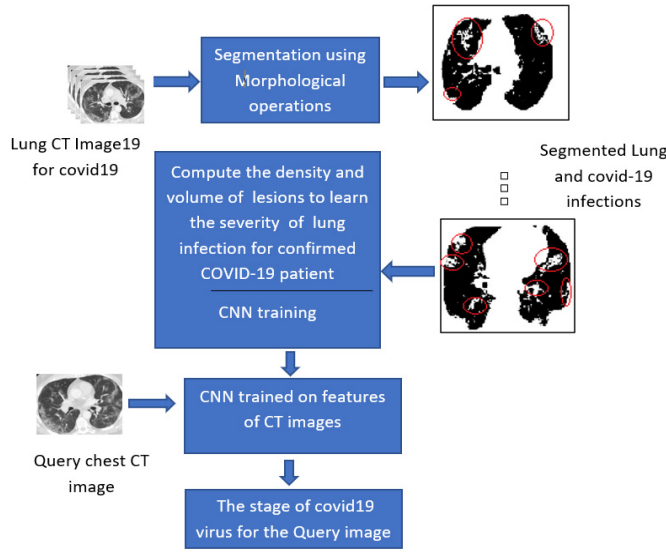 Segmentation using
Morphological
operations
Lung CT Image19
for covid19
Segmented Lung
and covid-19
infections
Compute the density and
volume of lesions to learn
the severity of lung
infection for confirmed
COVID-19 patient
CNN training
CNN trained on features
of CT images
Query chest CT
image
The stage of covid19
virus for the Query image